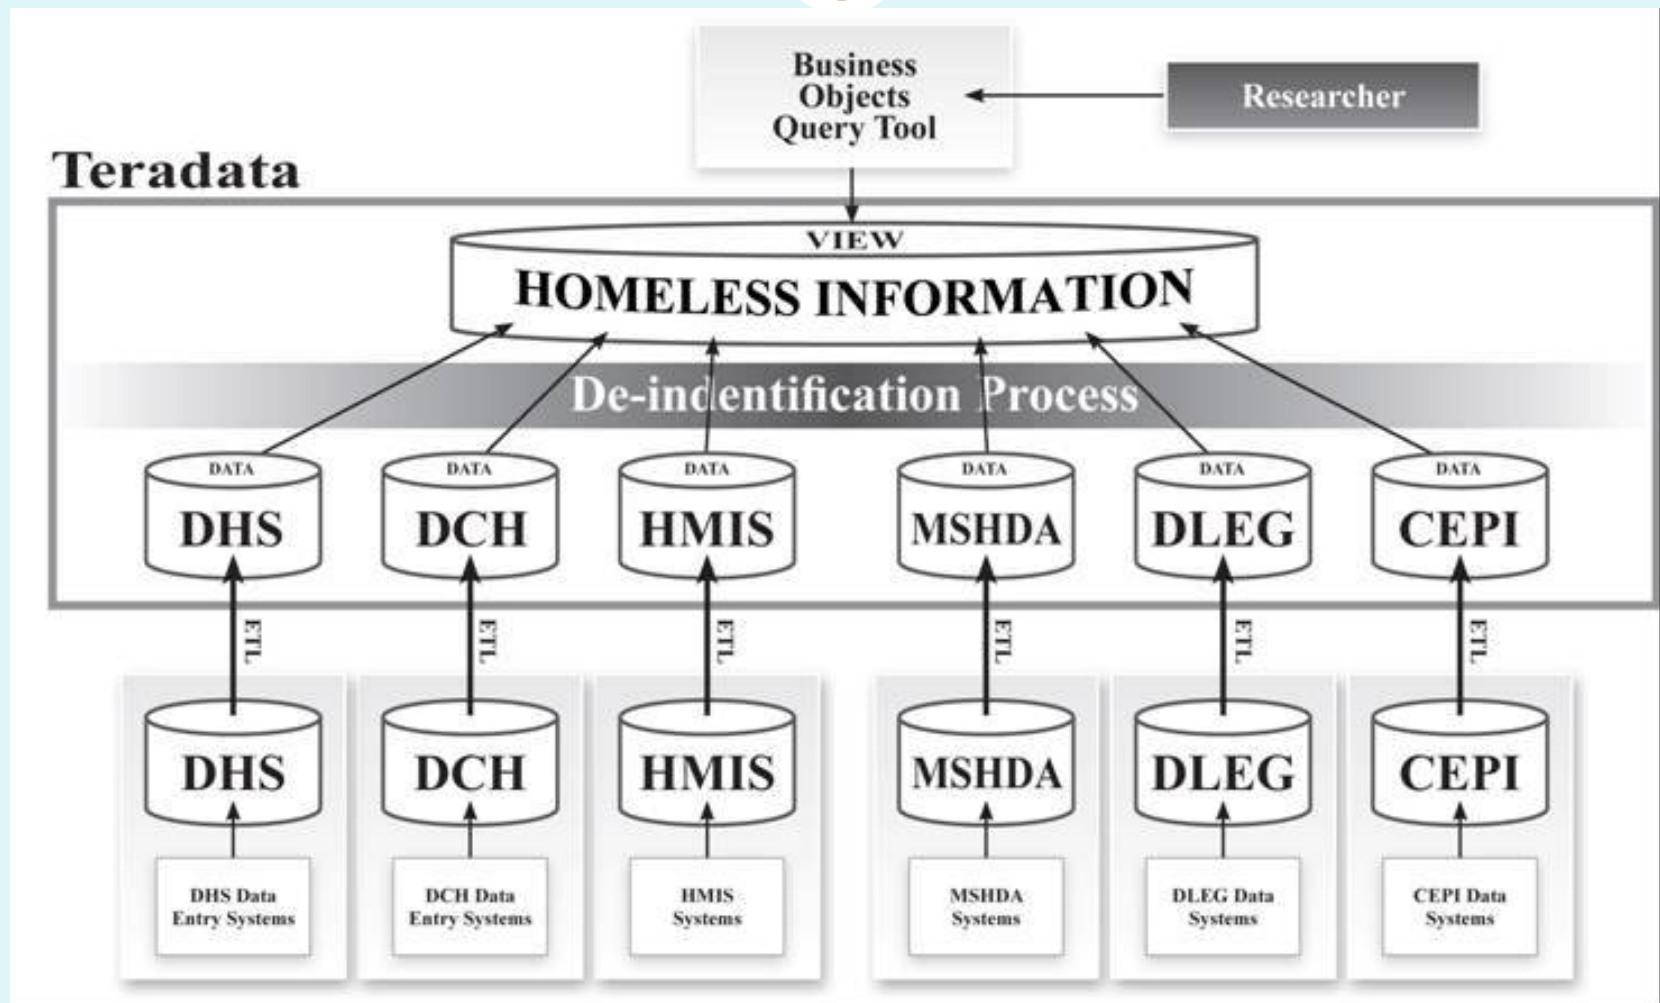 Business
Objects
Query Tool
Researcher
Teradata
VIEW
HOMELESS INFORMATION
De-indentification Process
DATA DATA DATA DATA DATA DATA
DHS DCH HMIS MSHDA DLEG CEPI
ETL ETL ETL ETL ETL ETL
DHS DCH HMIS MSHDA DLEG CEPI
DHS Data
Entry Systems
DCH Data
Entry Systems
HMIS
Systems
MSHDA
Systems
DLEG Data
Systems
CEPI Data
Systems